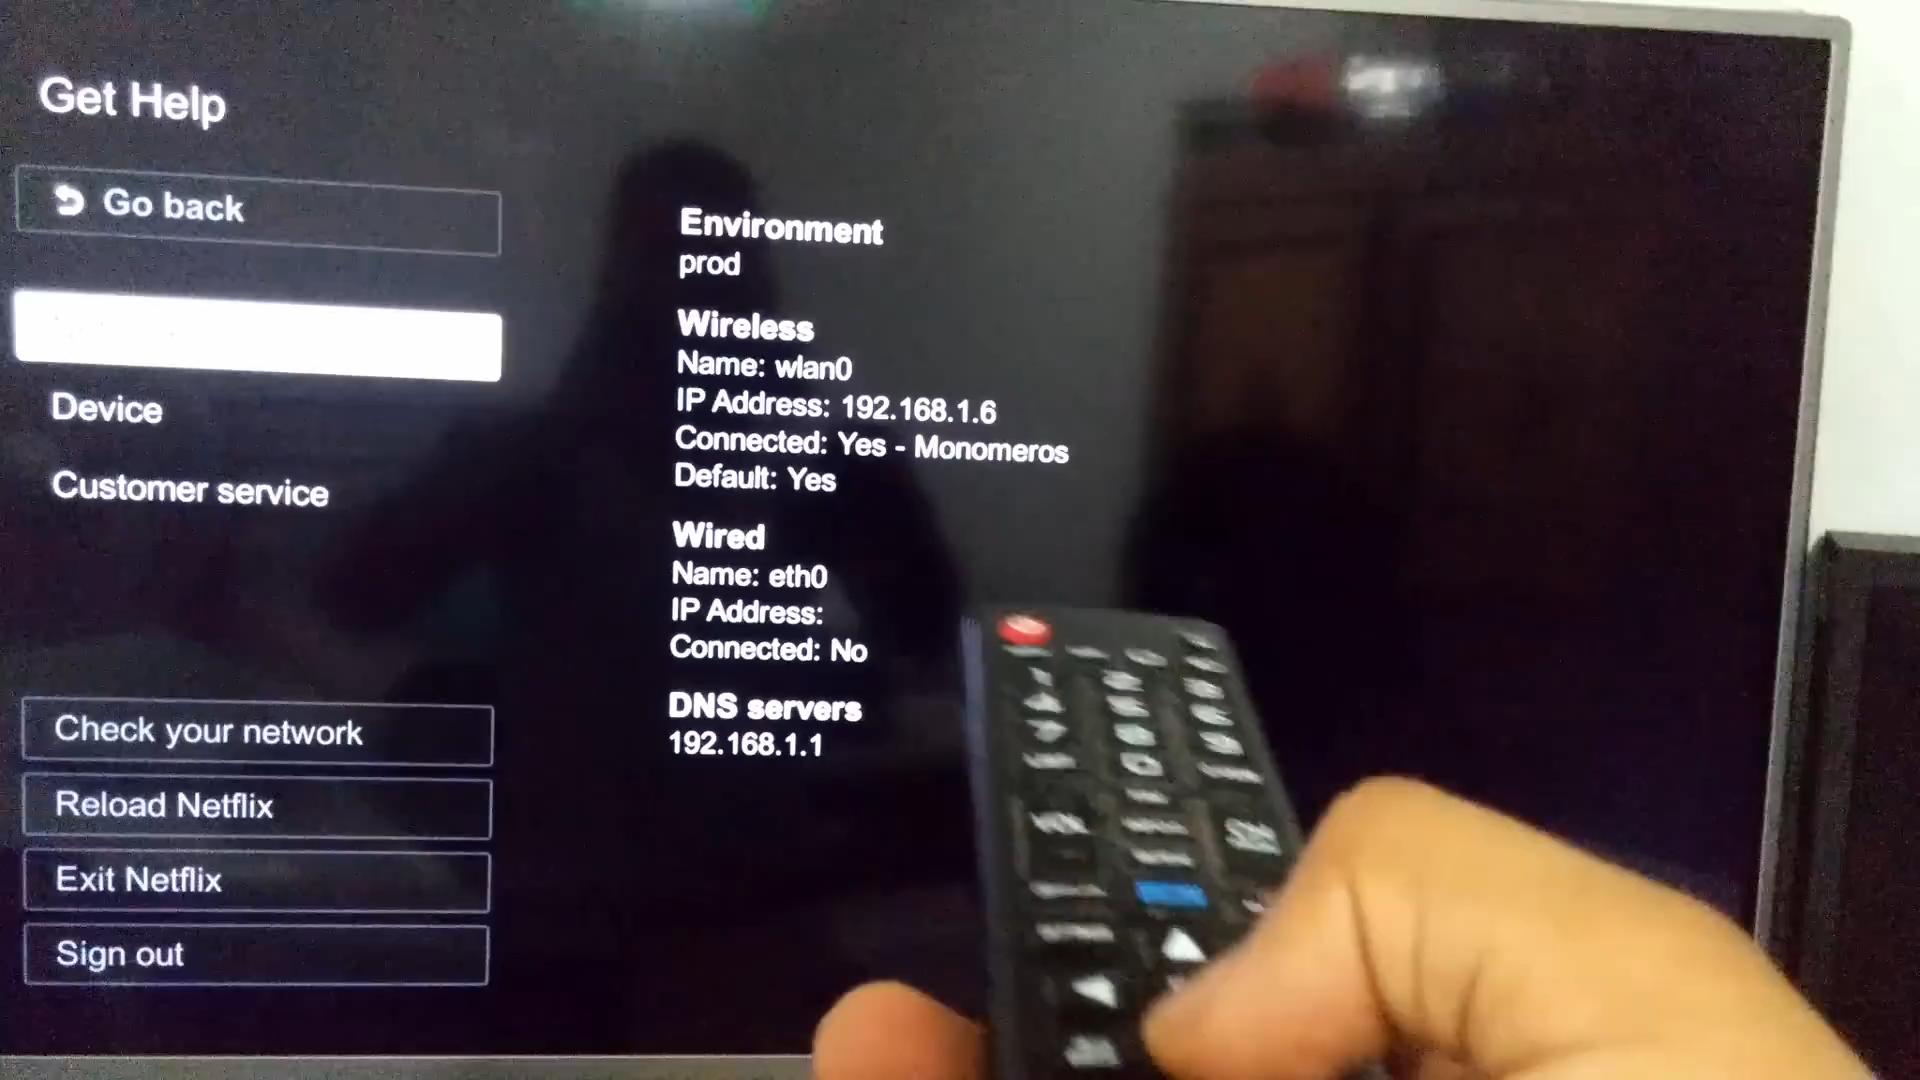 Get Help
Go back
Device
Customer service
Check your network
Reload Netflix
Exit Netflix
Sign out
Environment
prod
Wireless
Name: wlan0
IP Address: 192.168.1.6
Connected: Yes - Monomeros
Default: Yes
Wired
Name: eth0
IP Address:
Connected: No
DNS servers
192.168.1.1